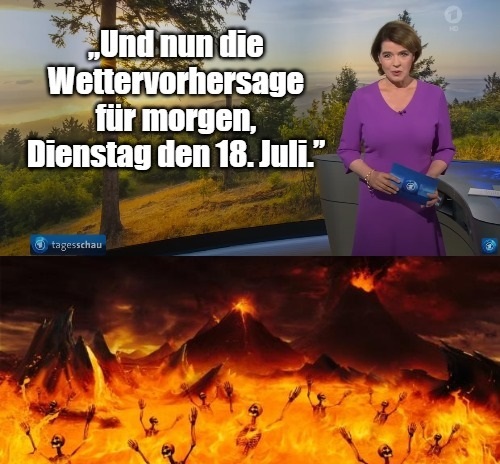 „Und nun die
Wettervorhersage
für morgen,
Dienstag den 18. Juli.”
tagesschau